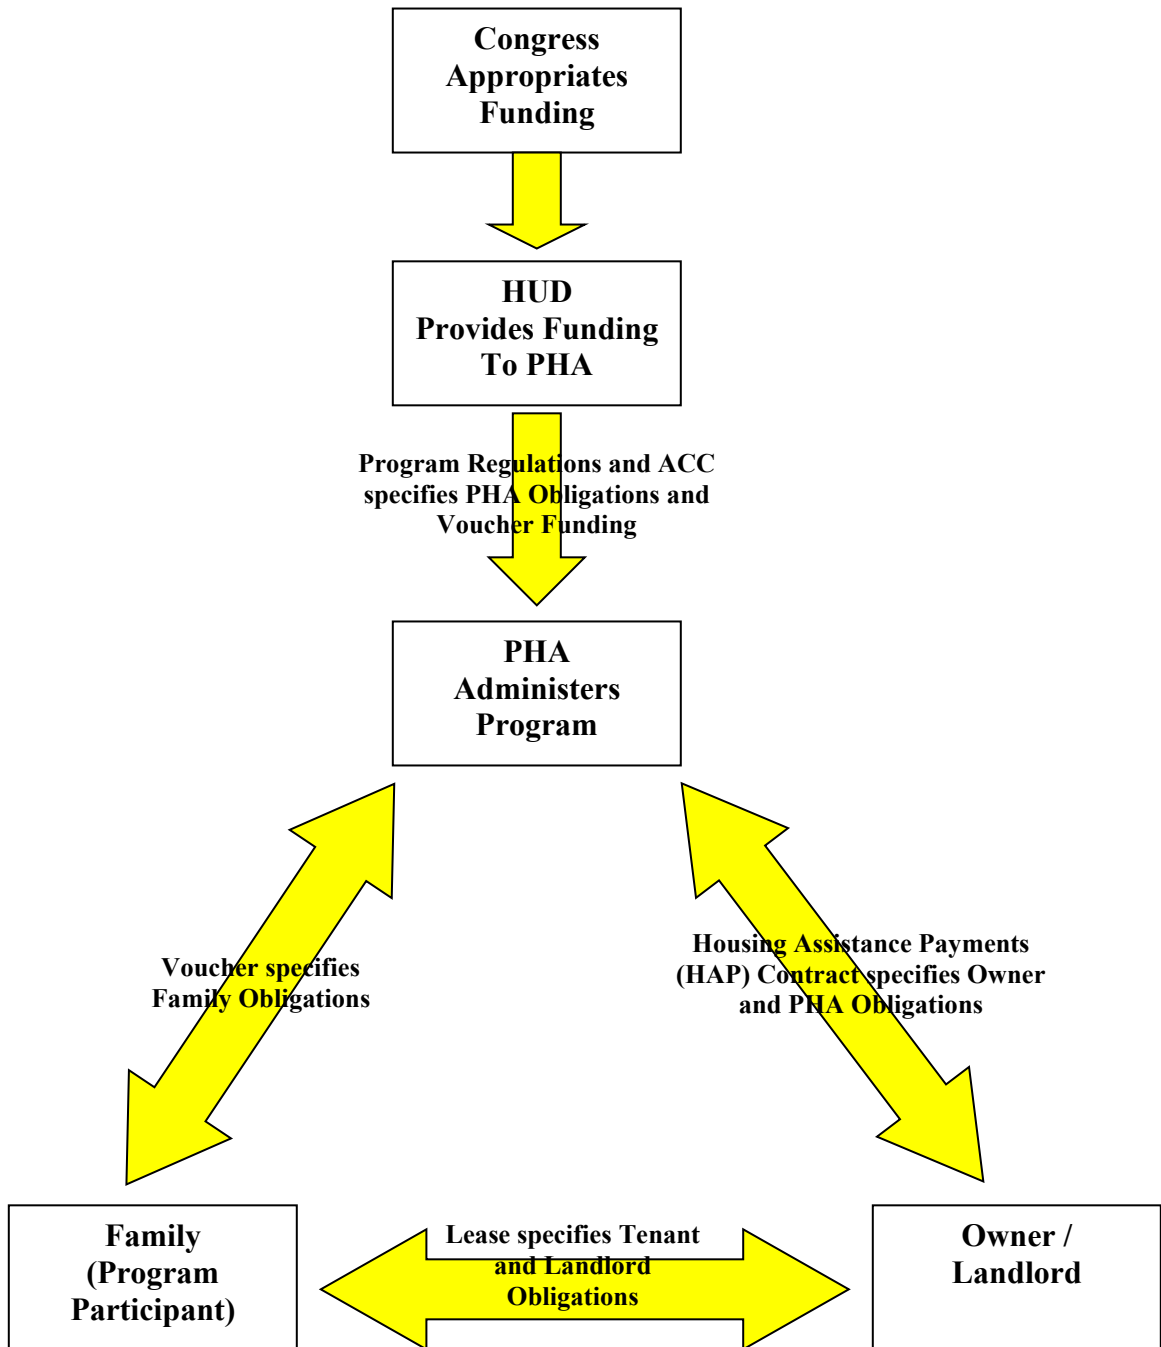 Congress
Appropriates
Funding
HUD
Provides Funding
To PHA
Program Regulations and ACC
specifies PHA Obligations and
Voucher Funding
PHA
Administers
Program
Voucher specifies
Family Obligations
Housing Assistance Payments
(HAP) Contract specifies Owner
and PHA Obligations
Family
(Program
Participant)
Lease specifies Tenant
and Landlord
Obligations
Owner /
Landlord